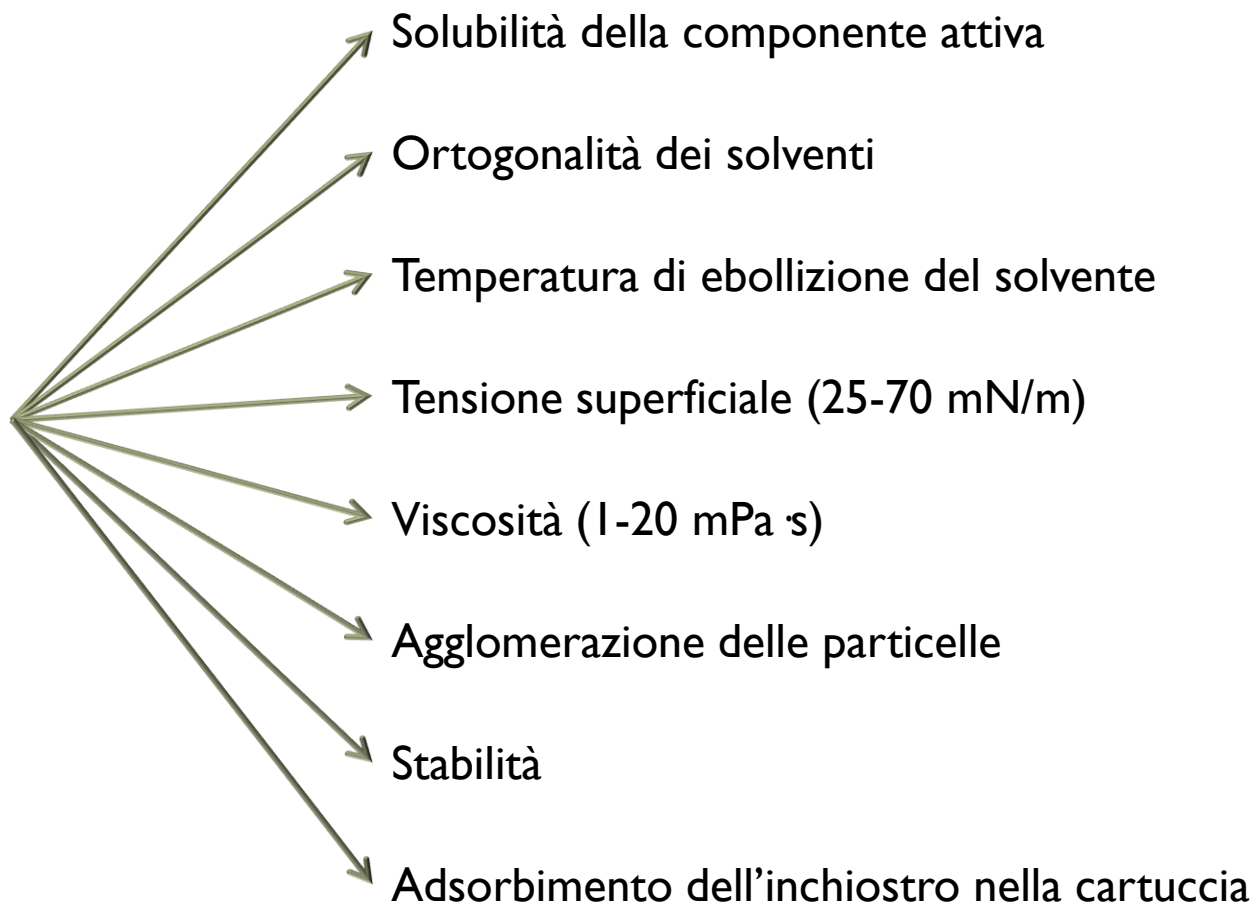 Solubilità della componente attiva
Ortogonalità dei solventi
Temperatura di ebollizione del solvente
Tensione superficiale (25-70 mN/m)
Viscosità (1-20 mPa·s)
Agglomerazione delle particelle
Stabilità
Adsorbimento dell'inchiostro nella cartuccia